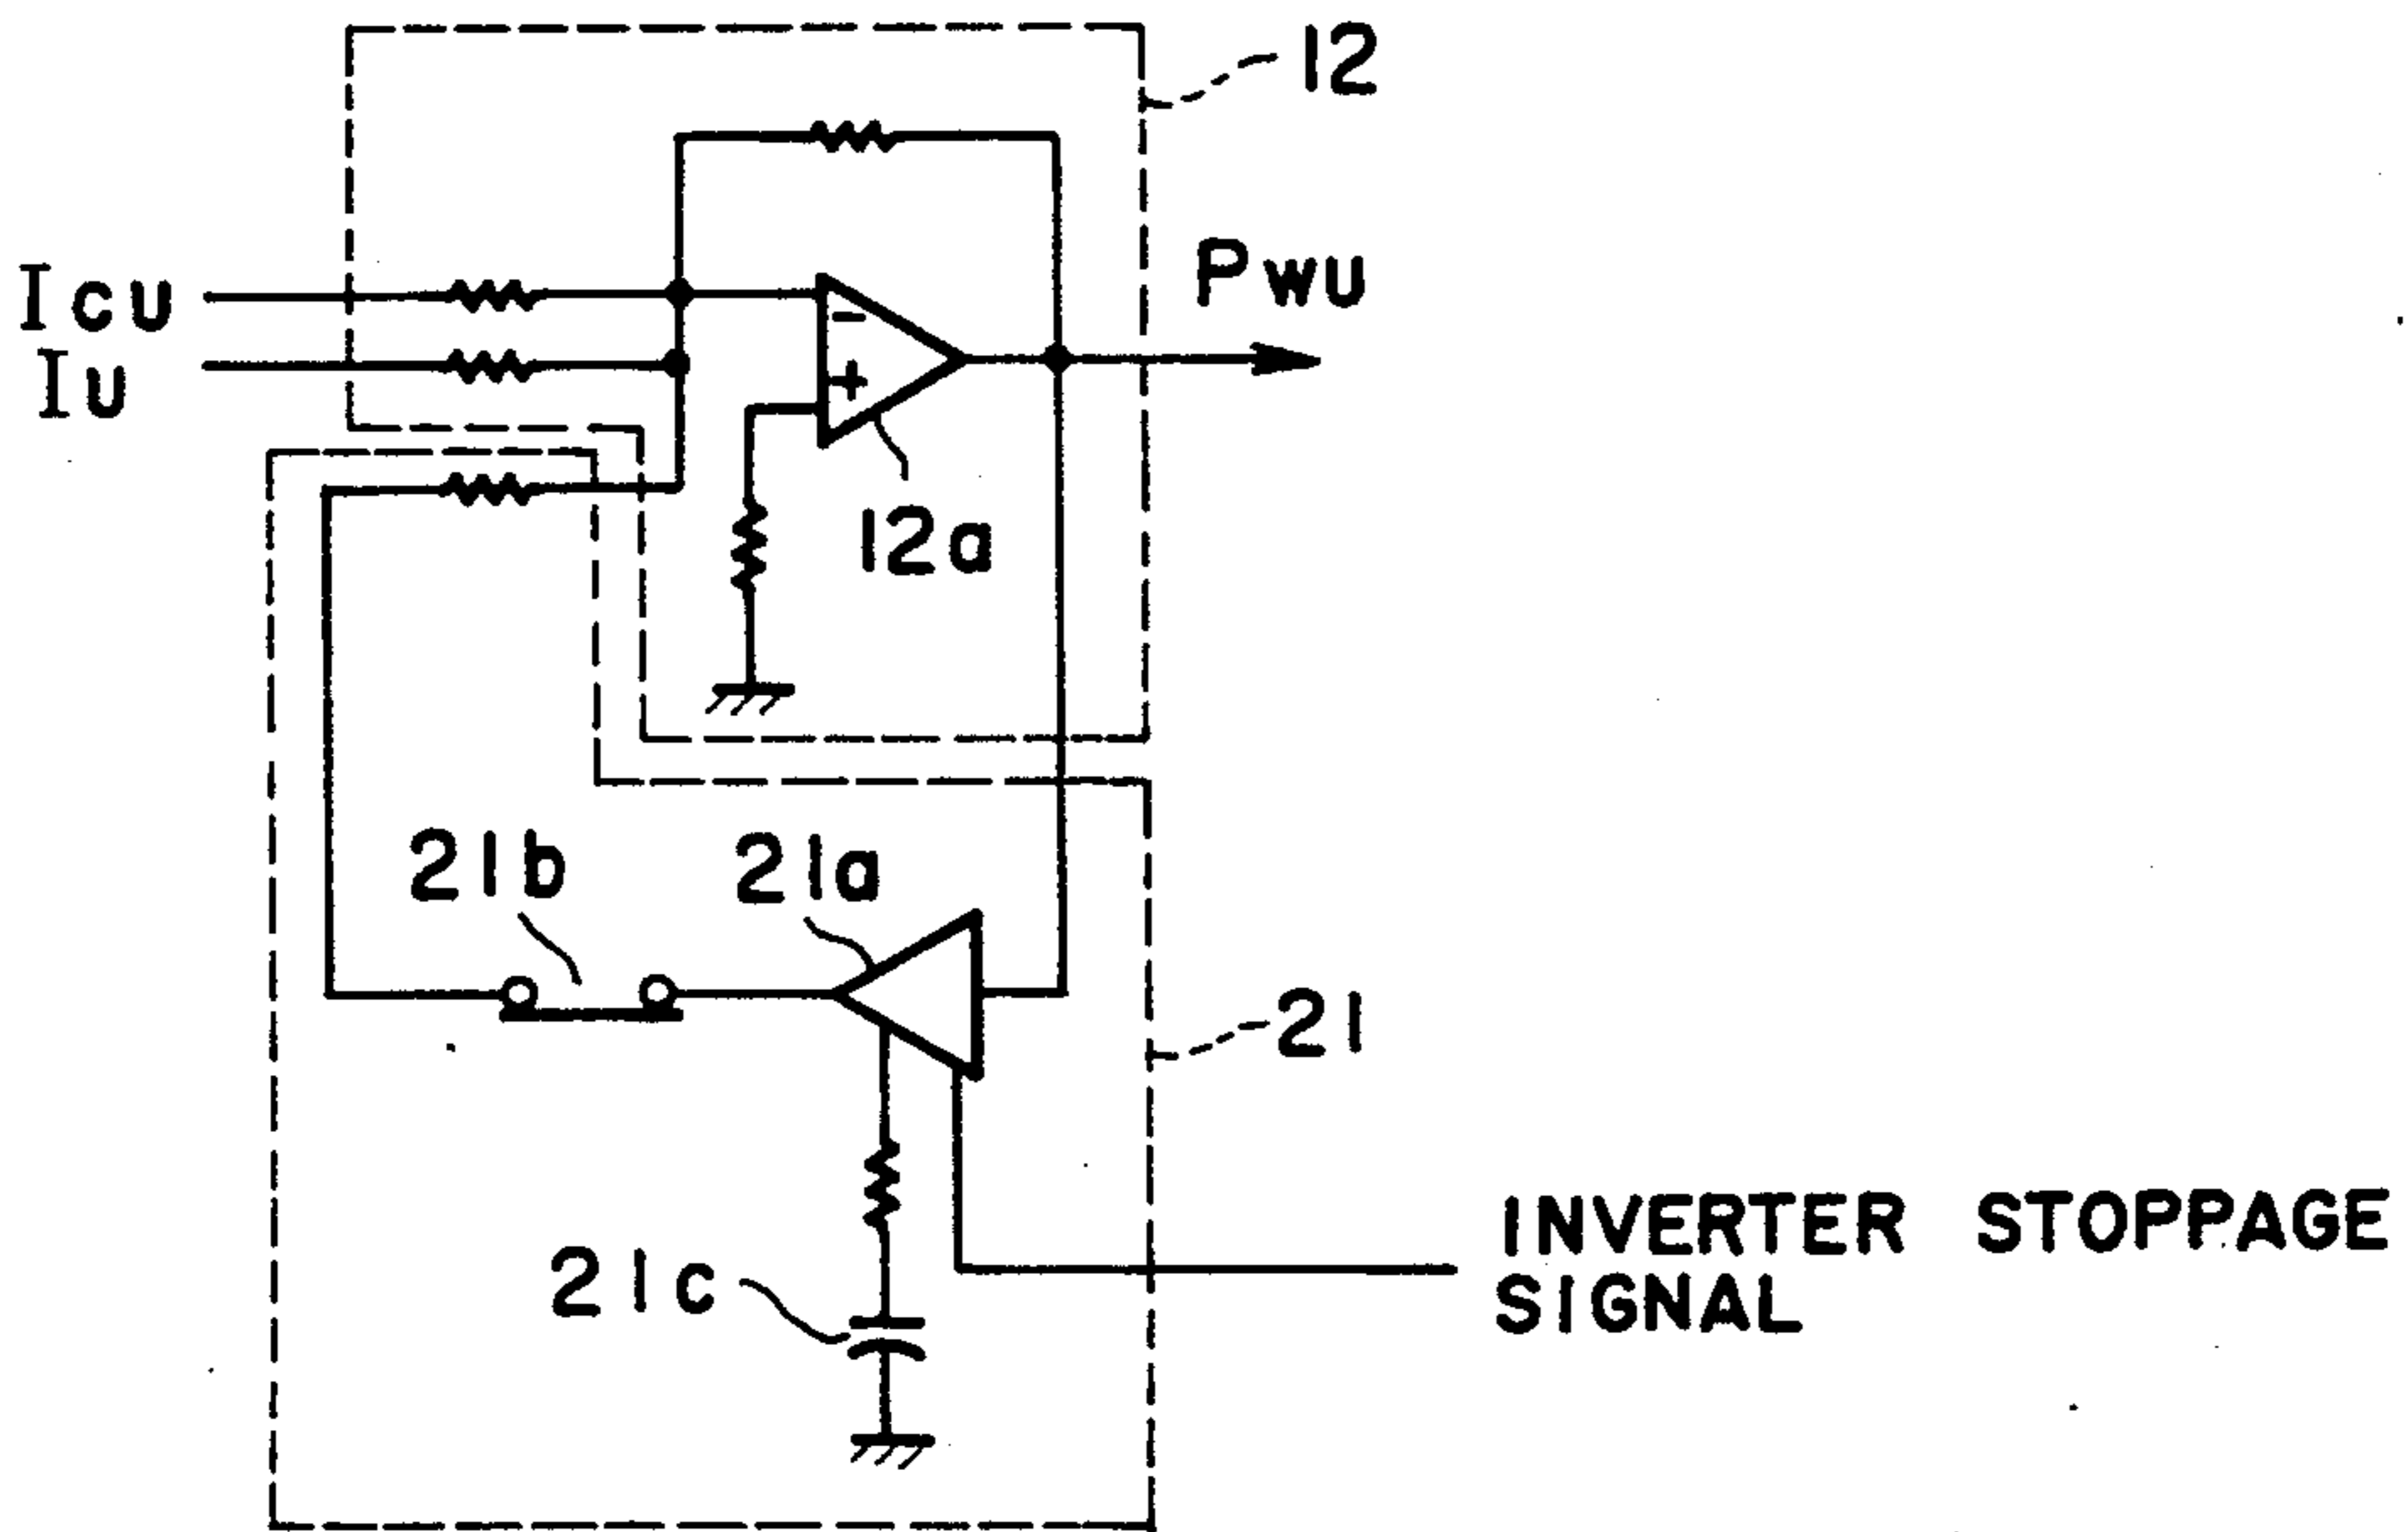 12
PWU
ICU
IU
-
+
12a
21b
21a
21
21c
INVERTER STOPPAGE
SIGNAL